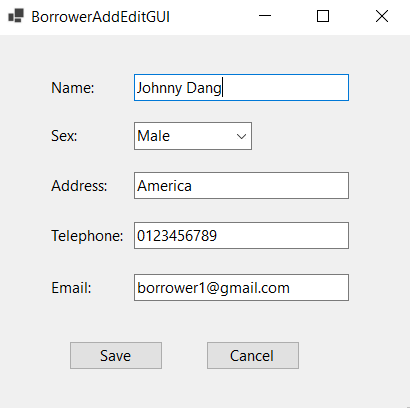 BorrowerAddEditGUI
Name: Johnny Dang
Sex: Male
Address: America
Telephone: 0123456789
Email: borrower1@gmail.com
Save Cancel